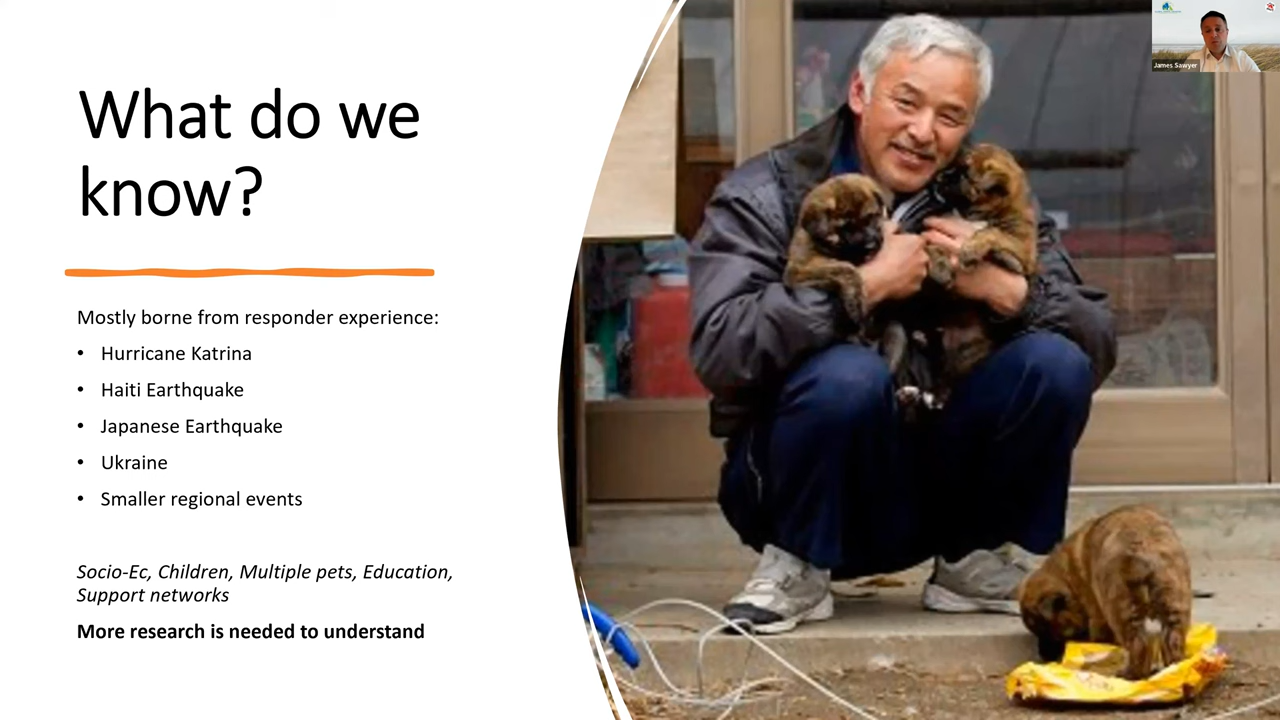 What do we
know?
Mostly borne from responder experience:
• Hurricane Katrina
• Haiti Earthquake
• Japanese Earthquake
• Ukraine
• Smaller regional events
Socio-Ec, Children, Multiple pets, Education,
Support networks
More research is needed to understand
James Sawyer